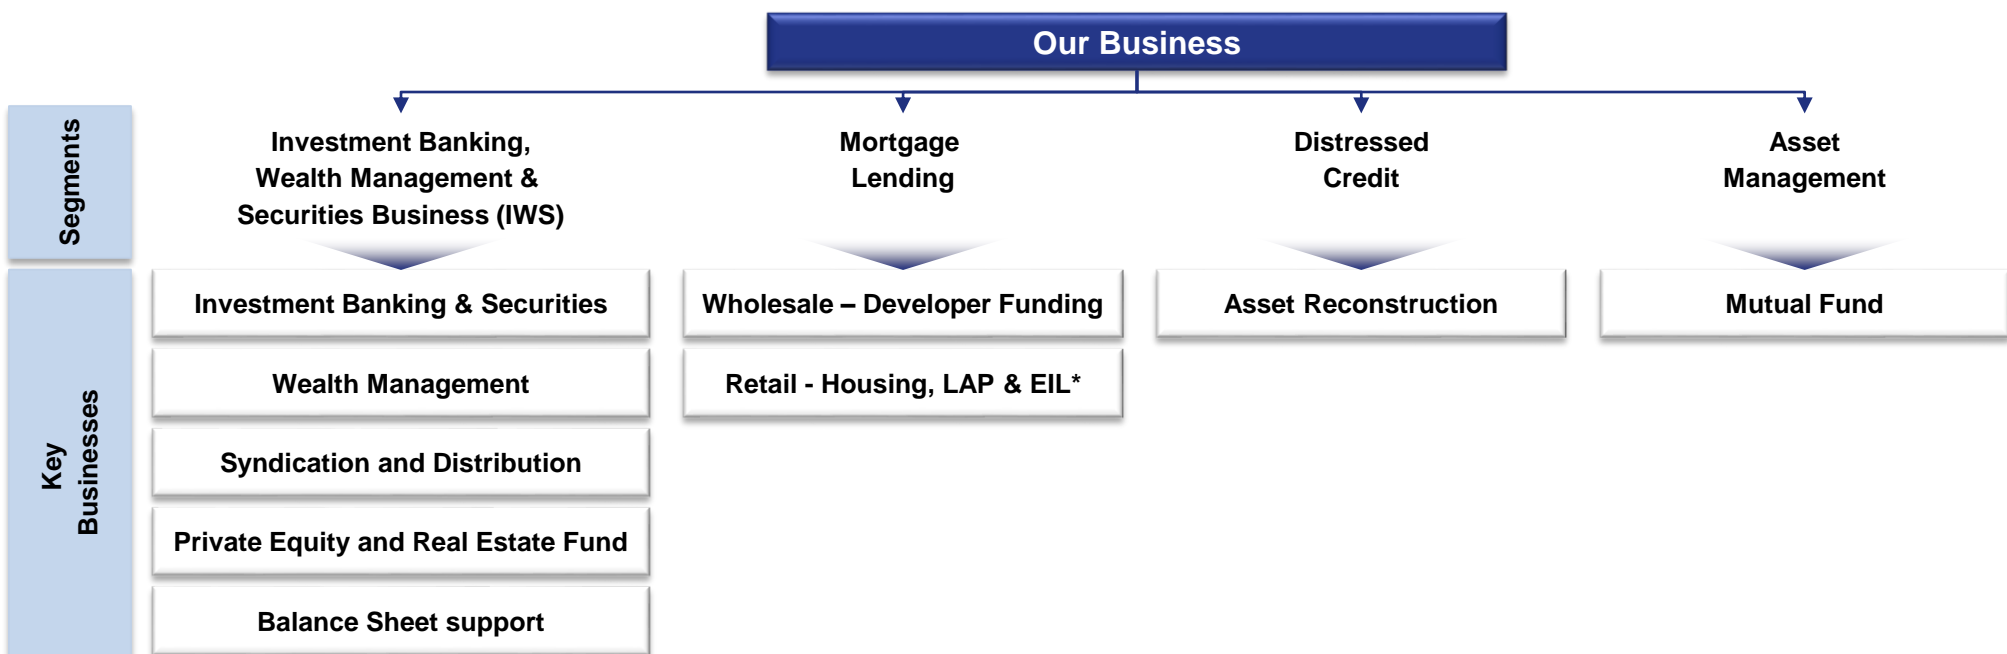 Our Business
Segments
Investment Banking,
Wealth Management &
Securities Business (IWS)
Mortgage
Lending
Distressed
Credit
Asset
Management
Key
Businesses
Investment Banking & Securities
Wealth Management
Syndication and Distribution
Private Equity and Real Estate Fund
Balance Sheet support
Wholesale – Developer Funding
Retail - Housing, LAP & EIL*
Asset Reconstruction
Mutual Fund